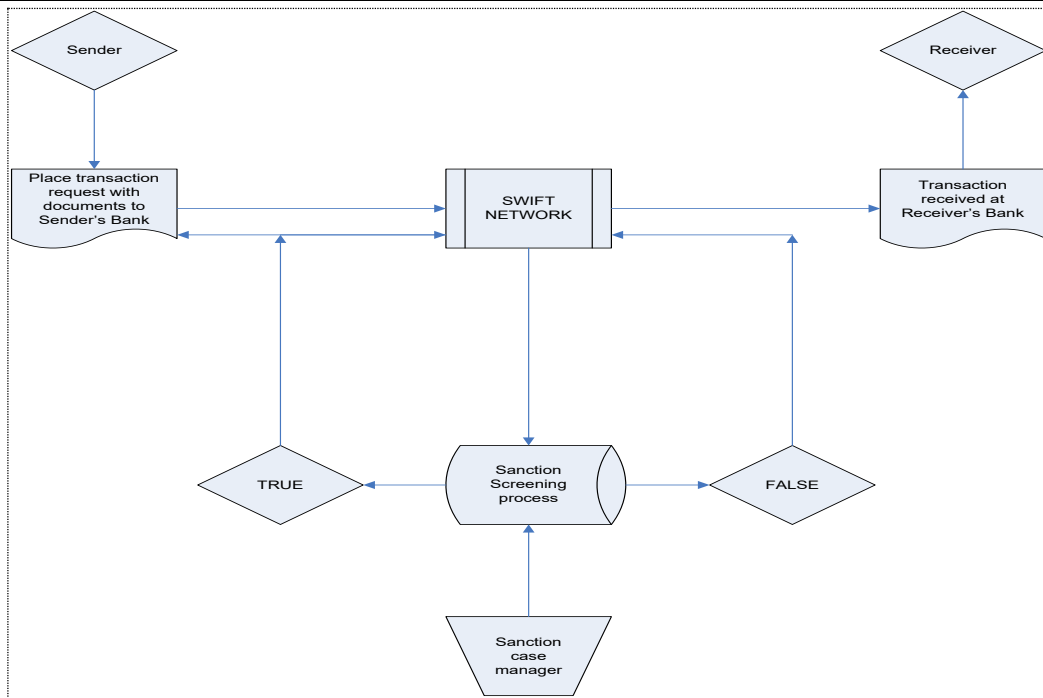 Sender
Receiver
Place transaction
request with
documents to
Sender's Bank
SWIFT
NETWORK
Transaction
received at
Receiver's Bank
TRUE
Sanction
Screening
process
FALSE
Sanction
case
manager